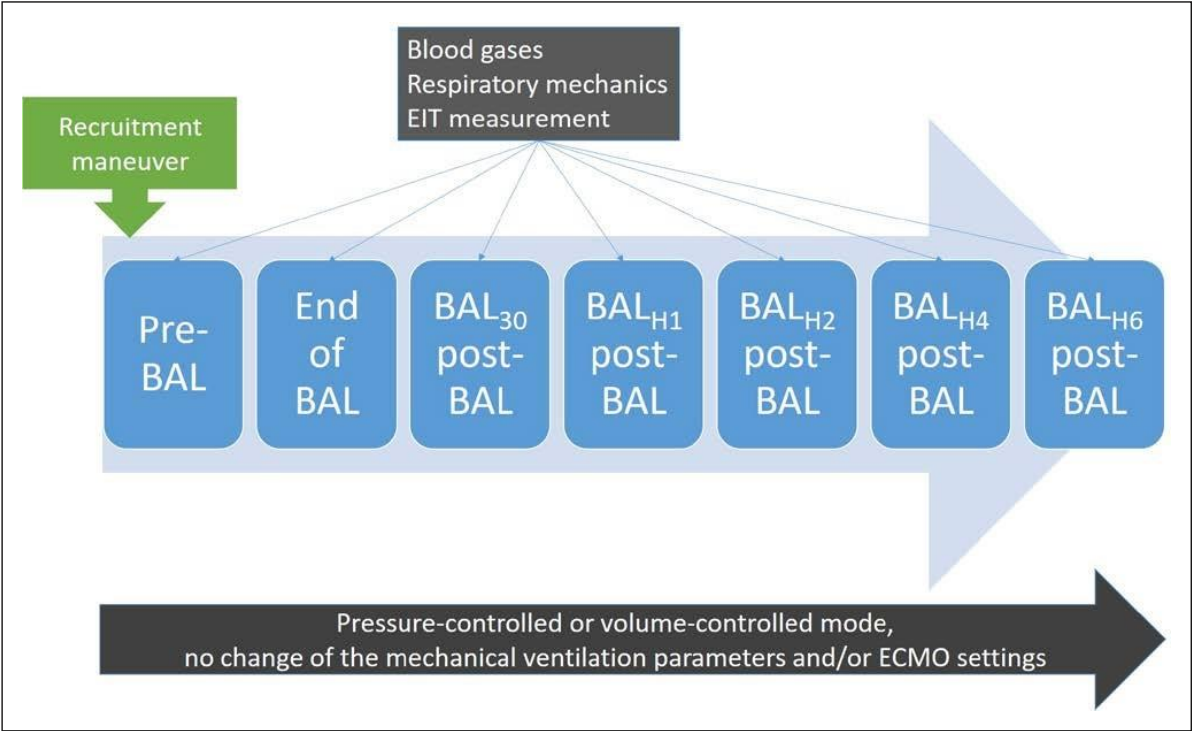 Blood gases
Respiratory mechanics
EIT measurement
Recruitment
maneuver
Pre-
BAL
End
of
BAL
BAL30
post-
BAL
BALH1
post-
BAL
BALH2
post-
BAL
BALH4
post-
BAL
BALH6
post-
BAL
Pressure-controlled or volume-controlled mode,
no change of the mechanical ventilation parameters and/or ECMO settings